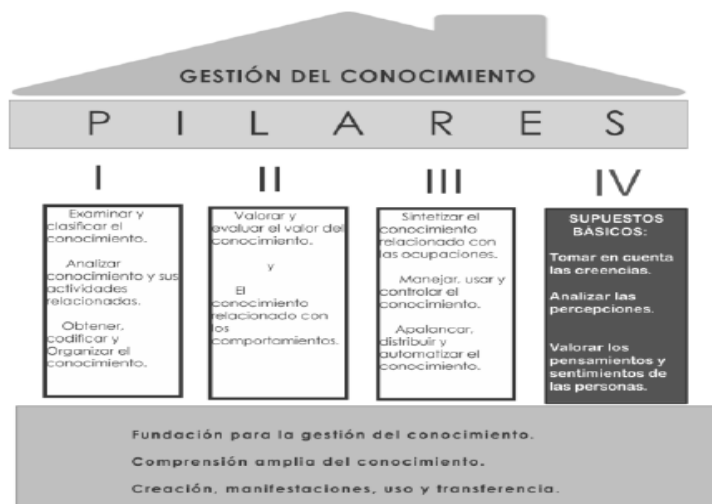 GESTIÓN DEL CONOCIMIENTO
P I L A R E S
I
Examinar y
clasificar el
conocimiento.
Analizar
conocimiento y sus
actividades
relacionadas.
Obtener,
codificar y
Organizar el
conocimiento.
II
Valorar y
evaluar el valor del
conocimiento.
y
El
conocimiento
relacionado con
los
comportamientos.
III
Sintetizar el
conocimiento
relacionado con
las ocupaciones.
Manejar, usar y
controlar el
conocimiento.
Apalancar,
distribuir y
automatizar el
conocimiento.
IV
SUPUESTOS
BÁSICOS:
Tomar en cuenta
las creencias.
Analizar las
percepciones.
Valorar los
pensamientos y
sentimientos de
las personas.
Fundación para la gestión del conocimiento.
Comprensión amplia del conocimiento.
Creación, manifestaciones, uso y transferencia.